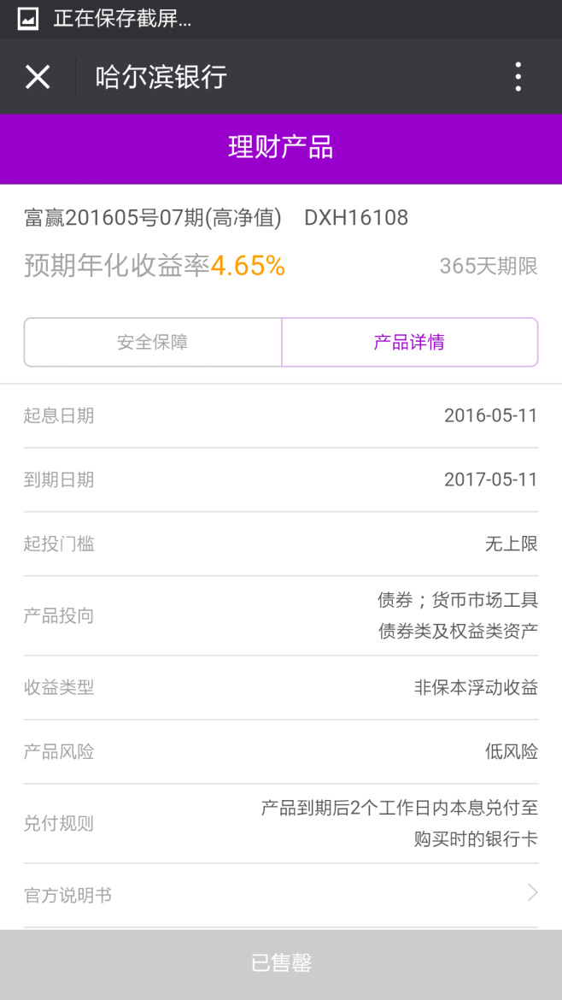 正在保存截屏...
哈尔滨银行
理财产品
富赢201605号07期(高净值) DXH16108
预期年化收益率4.65% 365天期限
安全保障 产品详情
起息日期 2016-05-11
到期日期 2017-05-11
起投门槛 无上限
产品投向 债券；货币市场工具
债券类及权益类资产
收益类型 非保本浮动收益
产品风险 低风险
兑付规则 产品到期后2个工作日内本息兑付至
购买时的银行卡
官方说明书
已售罄